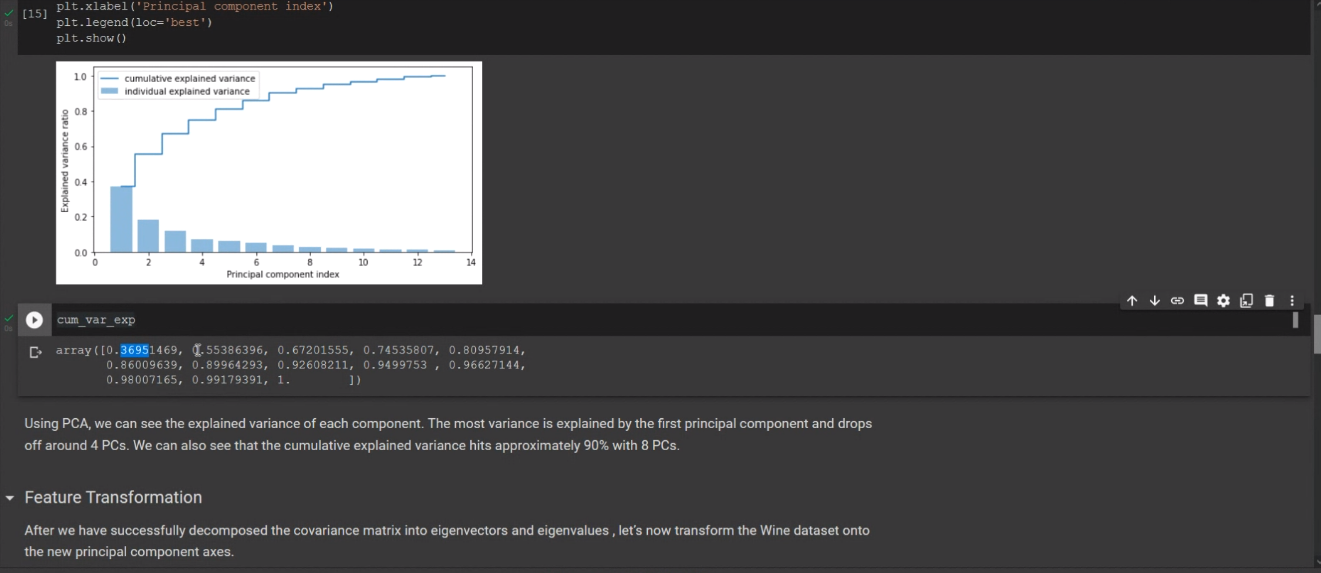 plt.xlabel('Principal component index')
[15] plt.legend(loc='best')
plt.show()
cumulative explained variance
individual explained variance
Explained variance ratio
1.0
0.8
0.6
0.4
0.2
0.0
0 2 4 6 8 10 12 14
Principal component index
cum_var_exp
array([0.36951469, 0.55386396, 0.67201555, 0.74535807, 0.80957914,
0.86009639, 0.89964293, 0.92608211, 0.9499753 , 0.96627144,
0.98007165, 0.99179391, 1. ])
Using PCA, we can see the explained variance of each component. The most variance is explained by the first principal component and drops
off around 4 PCs. We can also see that the cumulative explained variance hits approximately 90% with 8 PCs.
Feature Transformation
After we have successfully decomposed the covariance matrix into eigenvectors and eigenvalues , let's now transform the Wine dataset onto
the new principal component axes.